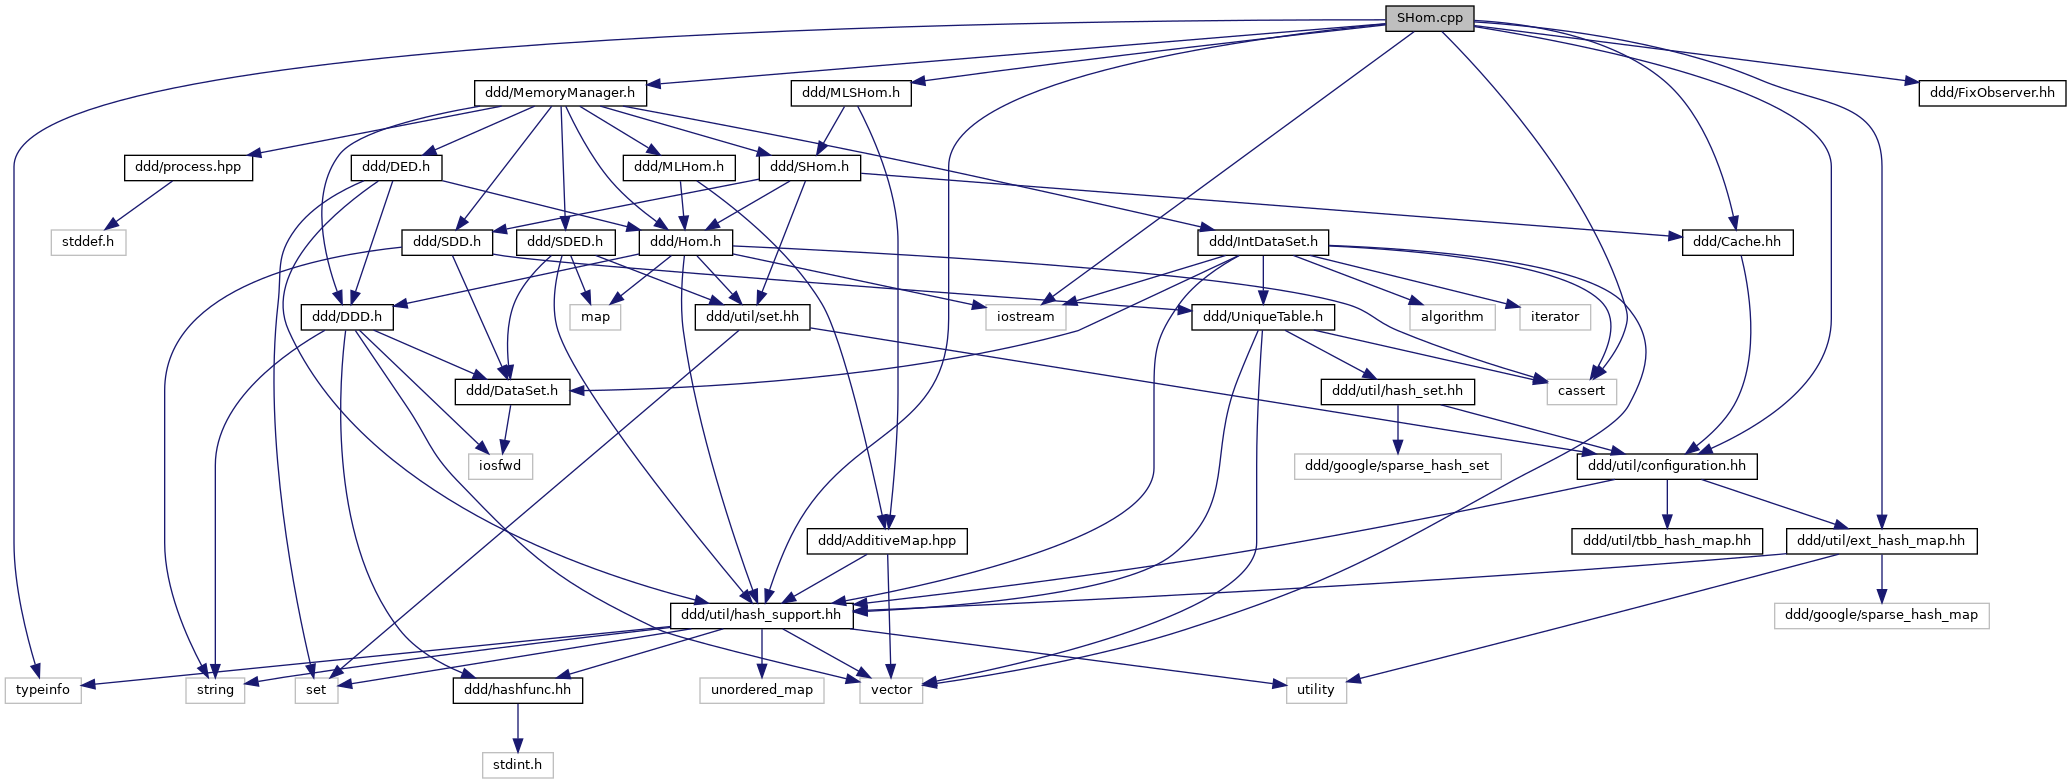 SHom.cpp
ddd/MemoryManager.h
ddd/MLSHom.h
ddd/FixObserver.hh
ddd/process.hpp
ddd/DED.h
ddd/MLHom.h
ddd/SHom.h
stddef.h
ddd/SDD.h
ddd/SDED.h
ddd/Hom.h
ddd/IntDataSet.h
ddd/Cache.hh
ddd/DDD.h
map
ddd/util/set.hh
iostream
ddd/UniqueTable.h
algorithm
iterator
ddd/DataSet.h
ddd/util/hash_set.hh
cassert
iosfwd
ddd/google/sparse_hash_set
ddd/util/configuration.hh
ddd/AdditiveMap.hpp
ddd/util/tbb_hash_map.hh
ddd/util/ext_hash_map.hh
ddd/util/hash_support.hh
ddd/google/sparse_hash_map
typeinfo
string
set
ddd/hashfunc.hh
unordered_map
vector
utility
stdint.h